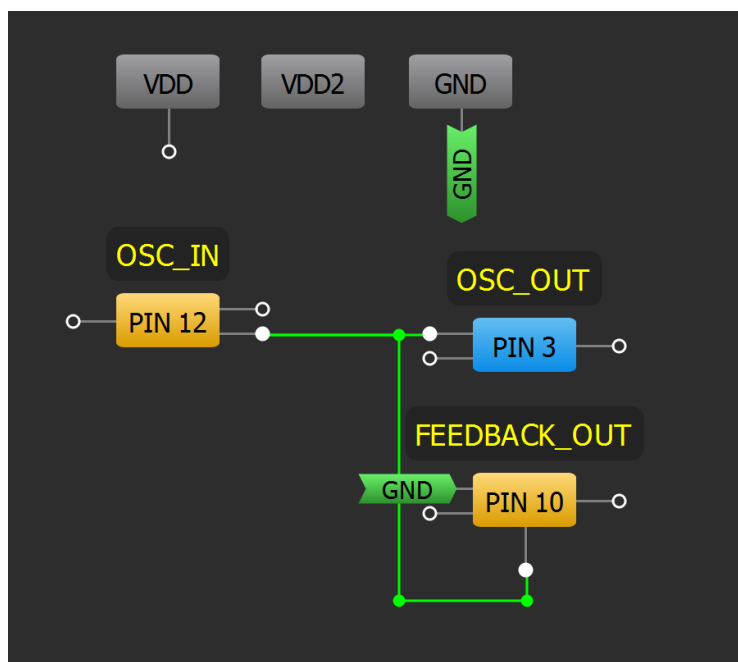 VDD
VDD2
GND
GND
OSC_IN
PIN 12
OSC_OUT
PIN 3
FEEDBACK_OUT
GND
PIN 10